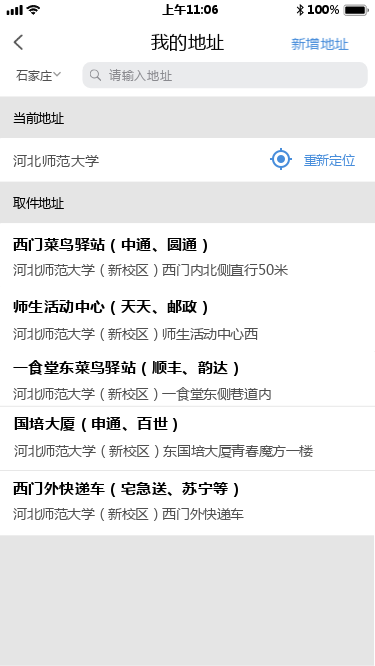 上午11:06
100%
我的地址
新增地址
石家庄
请输入地址
当前地址
河北师范大学
重新定位
取件地址
西门菜鸟驿站（中通、圆通）
河北师范大学（新校区）西门内北侧直行50米
师生活动中心（天天、邮政）
河北师范大学（新校区）师生活动中心西
一食堂东菜鸟驿站（顺丰、韵达）
河北师范大学（新校区）一食堂东侧巷道内
国培大厦（申通、百世）
河北师范大学（新校区）东国培大厦青春魔方一楼
西门外快递车（宅急送、苏宁等）
河北师范大学（新校区）西门外快递车